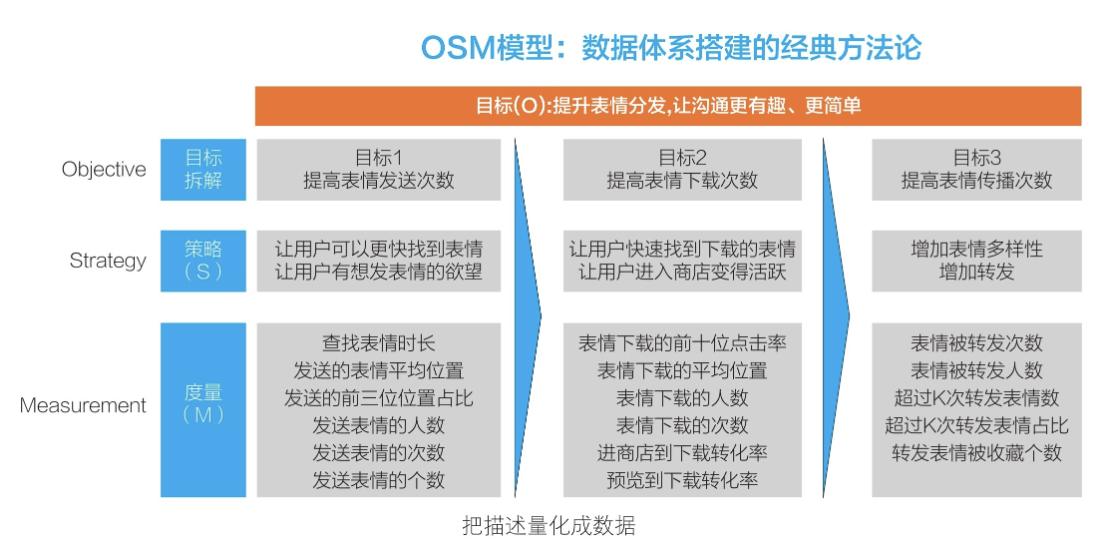 OSM模型：数据体系搭建的经典方法论
目标(O):提升表情分发,让沟通更有趣、更简单
Objective
目标
拆解
目标1
提高表情发送次数
目标2
提高表情下载次数
目标3
提高表情传播次数
Strategy
策略
（S）
让用户可以更快找到表情
让用户有想发表情的欲望
让用户快速找到下载的表情
让用户进入商店变得活跃
增加表情多样性
增加转发
Measurement
度量
（M）
查找表情时长
发送的表情平均位置
发送的前三位位置占比
发送表情的人数
发送表情的次数
发送表情的个数
表情下载的前十位点击率
表情下载的平均位置
表情下载的人数
表情下载的次数
进商店到下载转化率
预览到下载转化率
表情被转发次数
表情被转发人数
超过K次转发表情数
超过K次转发表情占比
转发表情被收藏个数
把描述量化成数据